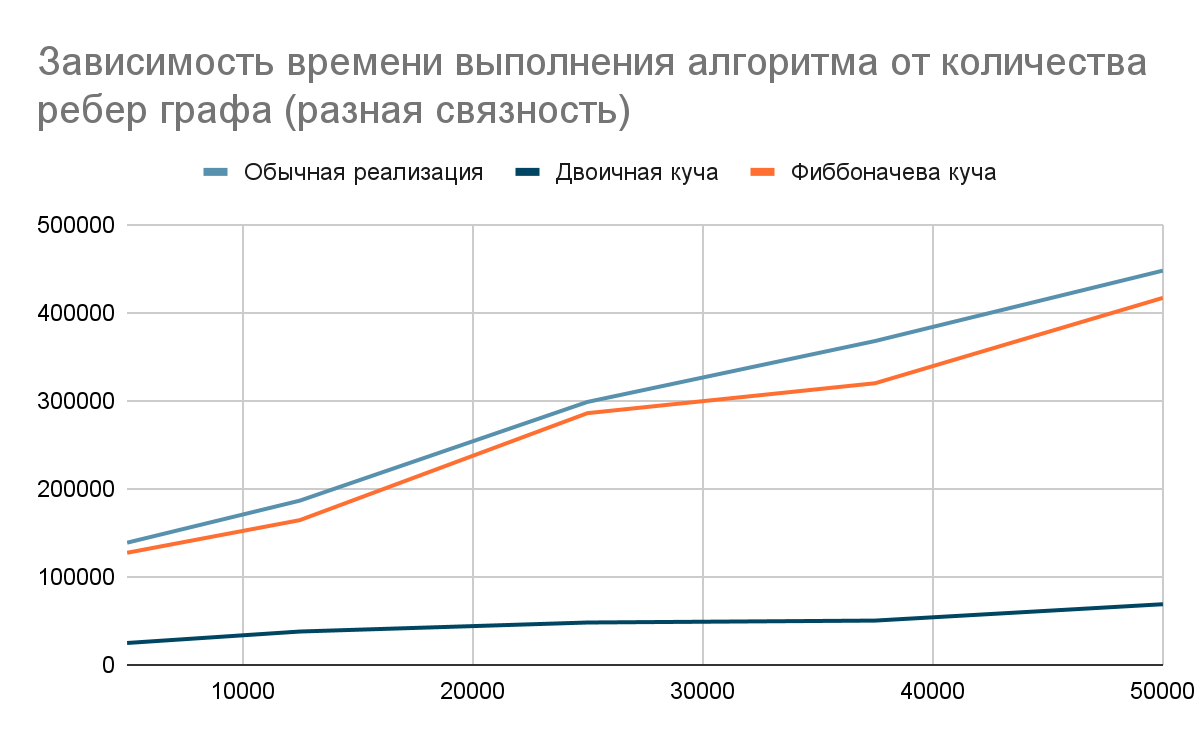 Зависимость времени выполнения алгоритма от количества
ребер графа (разная связность)
Обычная реализация Двоичная куча Фиббоначева куча
500000
400000
300000
200000
100000
0
10000 20000 30000 40000 50000